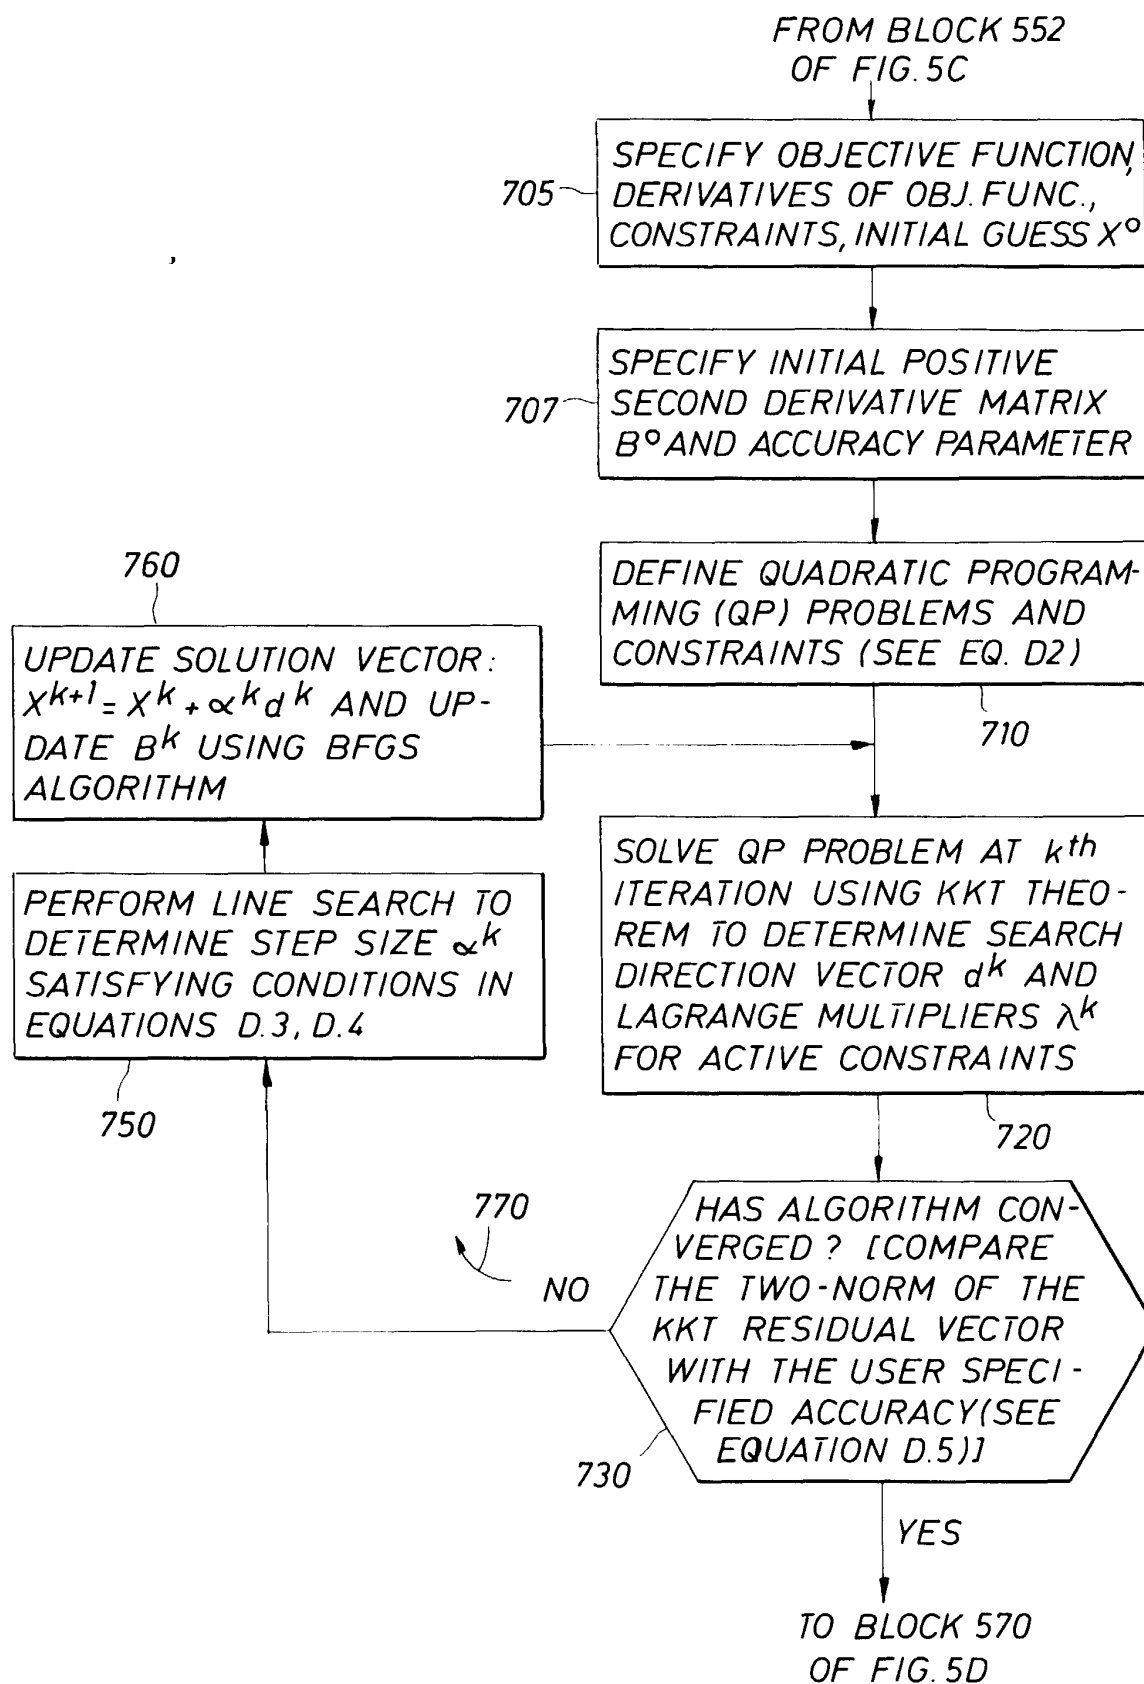 FROM BLOCK 552
OF FIG. 5C
705
SPECIFY OBJECTIVE FUNCTION,
DERIVATIVES OF OBJ. FUNC.,
CONSTRAINTS, INITIAL GUESS X⁰
707
SPECIFY INITIAL POSITIVE
SECOND DERIVATIVE MATRIX
B⁰ AND ACCURACY PARAMETER
DEFINE QUADRATIC PROGRAM-
MING (QP) PROBLEMS AND
CONSTRAINTS (SEE EQ. D2)
710
760
UPDATE SOLUTION VECTOR:
X^{k+1} = X^k + α^k d^k AND UP-
DATE B^k USING BFGS
ALGORITHM
SOLVE QP PROBLEM AT k^{th}
ITERATION USING KKT THEO-
REM TO DETERMINE SEARCH
DIRECTION VECTOR d^k AND
LAGRANGE MULTIPLIERS λ^k
FOR ACTIVE CONSTRAINTS
720
PERFORM LINE SEARCH TO
DETERMINE STEP SIZE α^k
SATISFYING CONDITIONS IN
EQUATIONS D.3, D.4
750
770
NO
HAS ALGORITHM CON-
VERGED? [COMPARE
THE TWO-NORM OF THE
KKT RESIDUAL VECTOR
WITH THE USER SPECI-
FIED ACCURACY(SEE
EQUATION D.5)]
730
YES
TO BLOCK 570
OF FIG. 5D